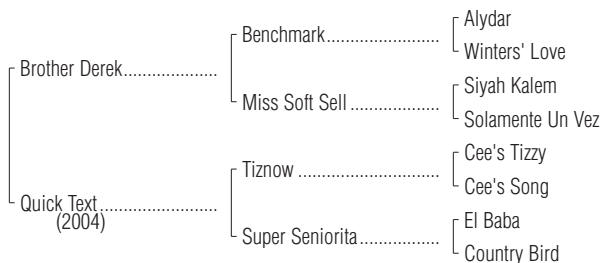 Alydar
Benchmark........................
Winters' Love
Brother Derek....................
Siyah Kalem
Miss Soft Sell...................
Solamente Un Vez
Cee's Tizzy
Tiznow ..............................
Cee's Song
Quick Text.........................
(2004)
El Baba
Super Seniorita.................
Country Bird